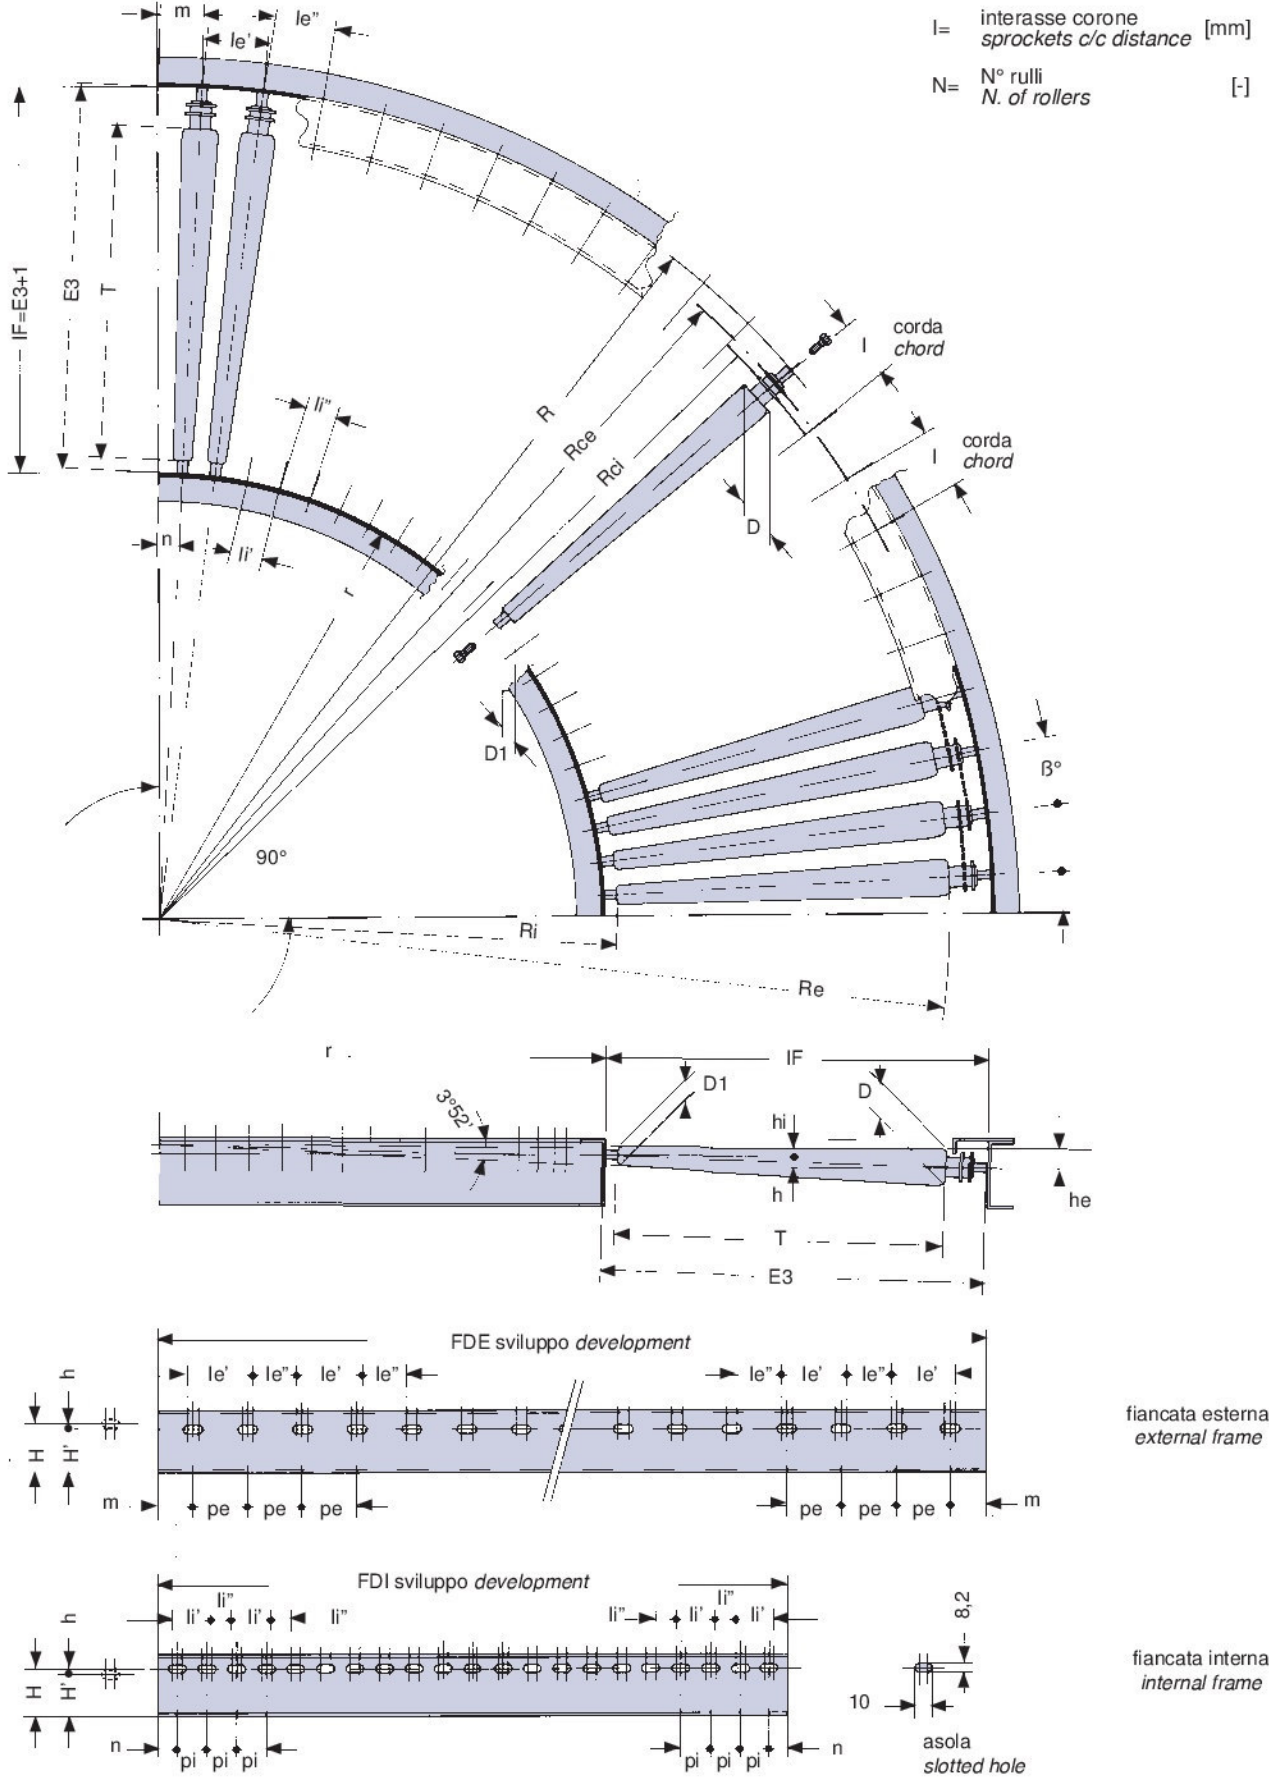 m
le"
le'
I= interasse corone [mm]
sprockets c/c distance
N= N° rulli [-]
N. of rollers
IF=E3+1
E3
T
li"
n
li'
r
R
Rce
Rci
I corda
chord
I corda
chord
D
D1
ß°
90°
Ri
Re
r
IF
3°52'
D1
D
hi
h
he
T
E3
FDE sviluppo development
le' le" le' le" le" le' le" le'
h
H
H'
fiancata esterna
external frame
m pe pe pe pe pe pe m
FDI sviluppo development
li"
li"
li' li' li" li" li' li'
h
H
H'
8,2
fiancata interna
internal frame
10
n pi pi pi pi pi pi n
asola
slotted hole